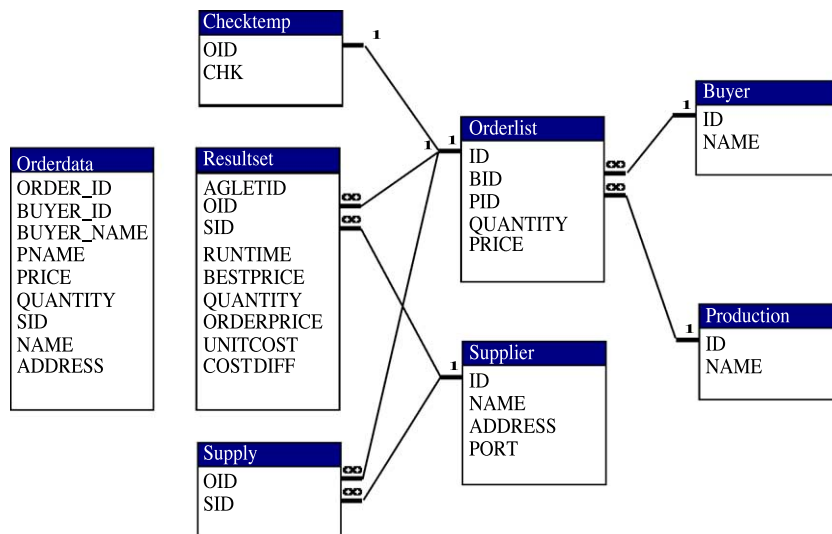 Checktemp
OID
CHK
1
Orderdata
ORDER_ID
BUYER_ID
BUYER_NAME
PNAME
PRICE
QUANTITY
SID
NAME
ADDRESS
Resultset
AGLETID
OID
SID
RUNTIME
BESTPRICE
QUANTITY
ORDERPRICE
UNITCOST
COSTDIFF
∞
∞
Supply
OID
SID
∞
∞
1
1
Orderlist
ID
BID
PID
QUANTITY
PRICE
∞
∞
1
Supplier
ID
NAME
ADDRESS
PORT
1
Buyer
ID
NAME
1
Production
ID
NAME